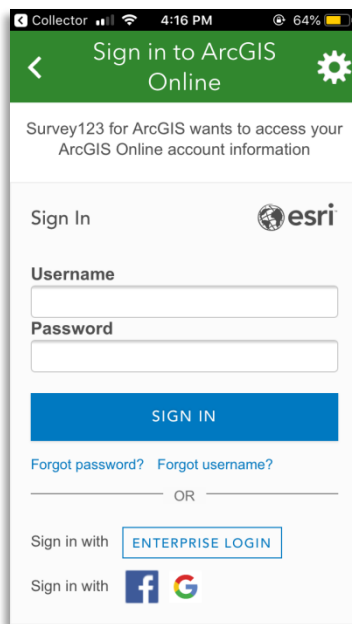 Collector 4:16 PM 64%
Sign in to ArcGIS
Online
Survey123 for ArcGIS wants to access your
ArcGIS Online account information
Sign In esri
Username
Password
SIGN IN
Forgot password? Forgot username?
OR
Sign in with ENTERPRISE LOGIN
Sign in with f G